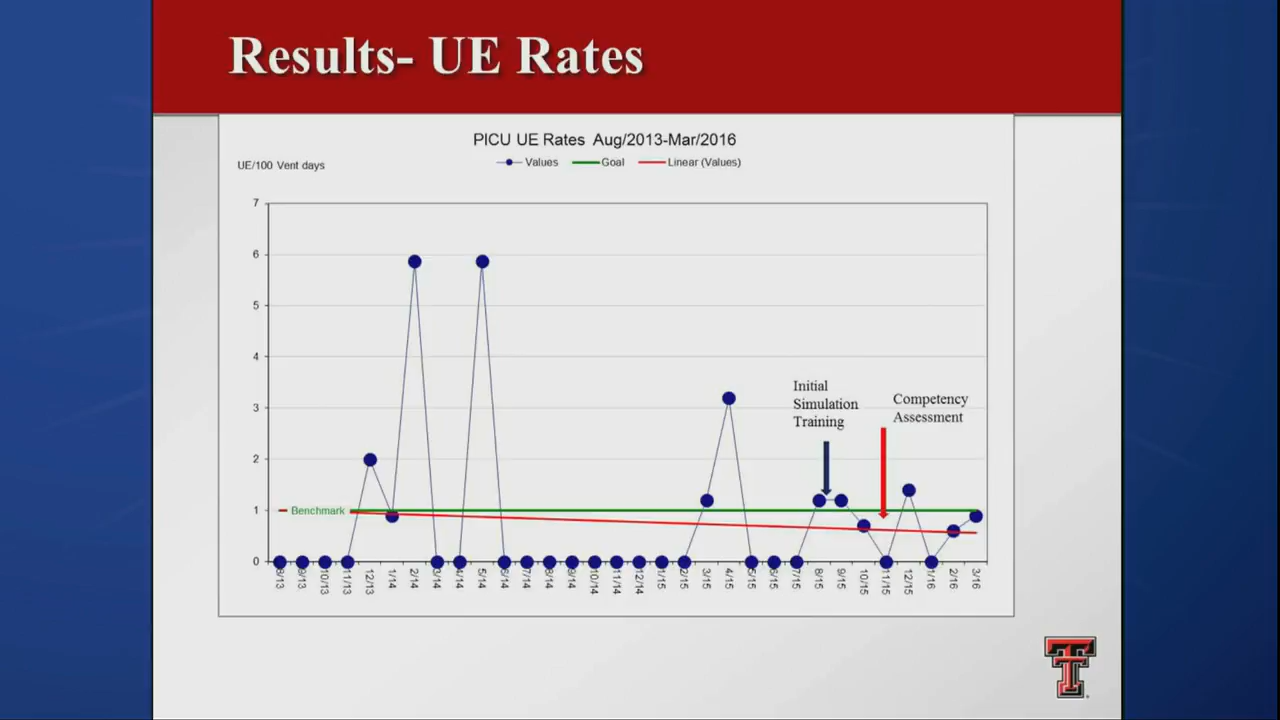 Results- UE Rates
PICU UE Rates Aug/2013-Mar/2016
Values Goal Linear (Values)
UE/100 Vent days
7
6
5
4
3
2
1
0
Initial
Simulation
Training
Competency
Assessment
Benchmark
8/13 9/13 10/13 11/13 12/13 1/14 2/14 3/14 4/14 5/14 6/14 7/14 8/14 9/14 10/14 11/14 12/14 1/15 2/15 3/15 4/15 5/15 6/15 7/15 8/15 9/15 10/15 11/15 12/15 1/16 2/16 3/16